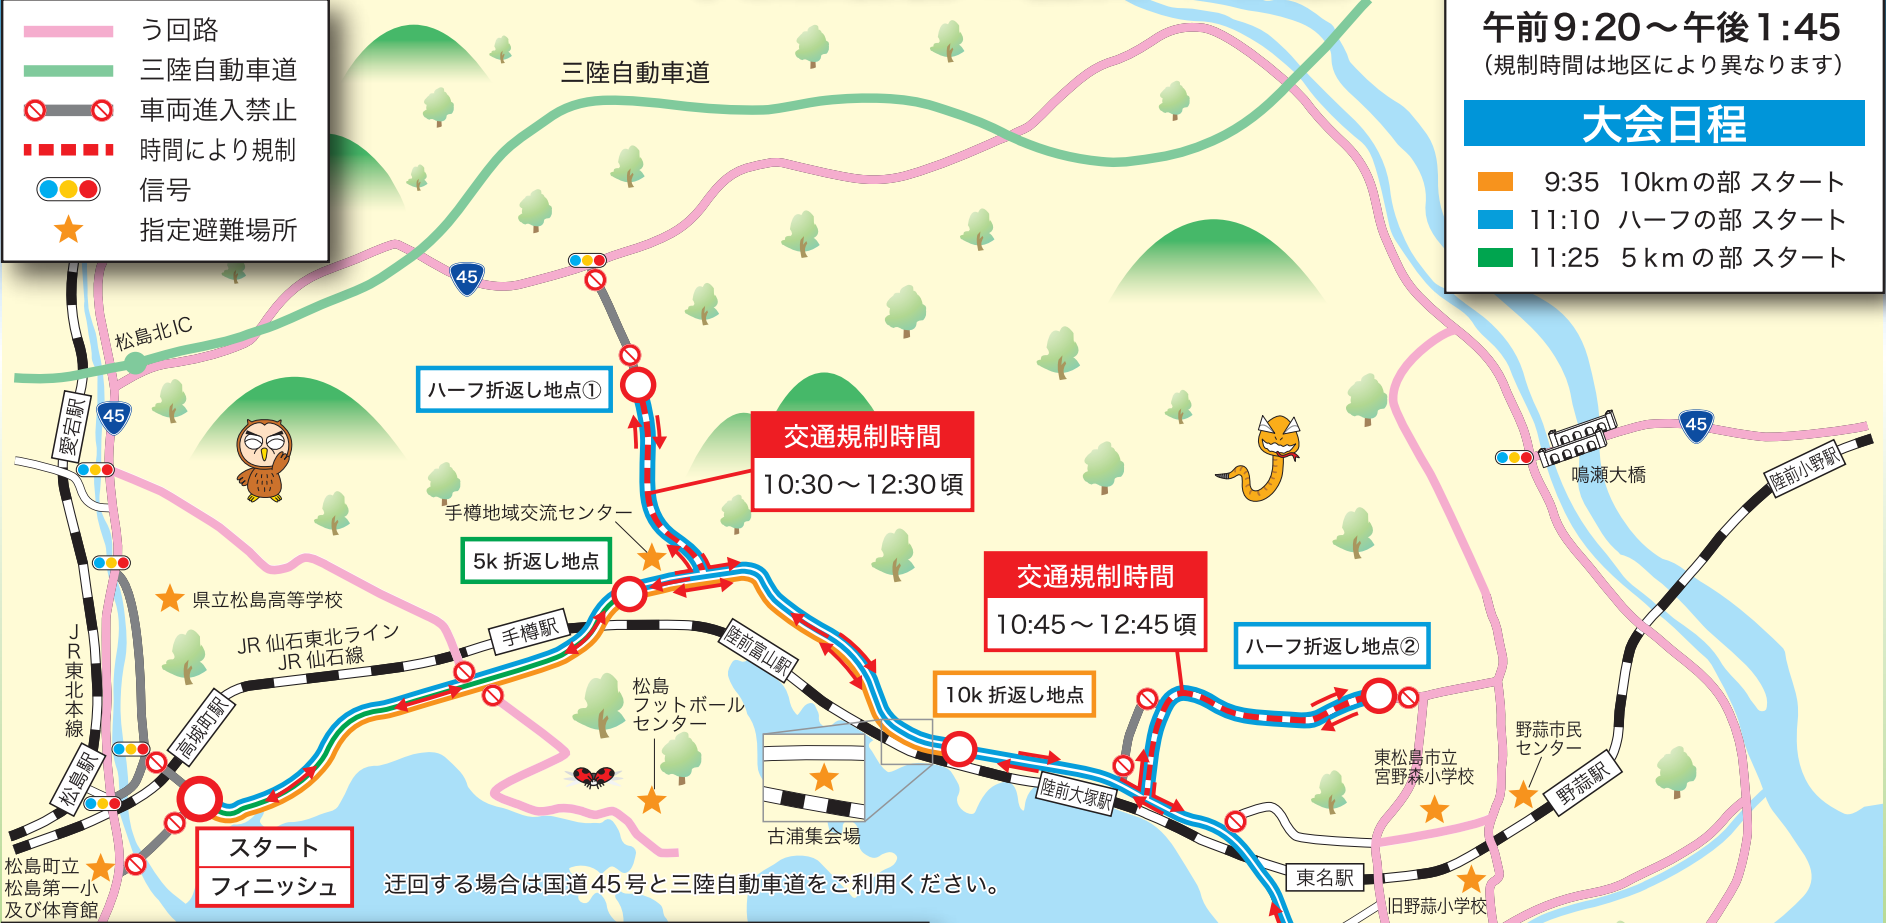 う回路
三陸自動車道
車両進入禁止
時間により規制
信号
指定避難場所
午前9:20〜午後1:45
（規制時間は地区により異なります）
大会日程
9:35 10kmの部 スタート
11:10 ハーフの部 スタート
11:25 5kmの部 スタート
三陸自動車道
45
松島北IC
45
愛宕駅
ハーフ折返し地点①
交通規制時間
10:30〜12:30頃
45
鳴瀬大橋
陸前小野駅
手樽地域交流センター
5k 折返し地点
交通規制時間
10:45〜12:45頃
ハーフ折返し地点②
県立松島高等学校
JR 仙石東北ライン
JR 仙石線
手樽駅
陸前富山駅
JR東北本線
高城町駅
松島
フットボール
センター
10k 折返し地点
野蒜市民
センター
東松島市立
宮野森小学校
松島駅
陸前大塚駅
野蒜駅
古浦集会場
スタート
フィニッシュ
松島町立
松島第一小
及び体育館
迂回する場合は国道45号と三陸自動車道をご利用ください。
東名駅
旧野蒜小学校